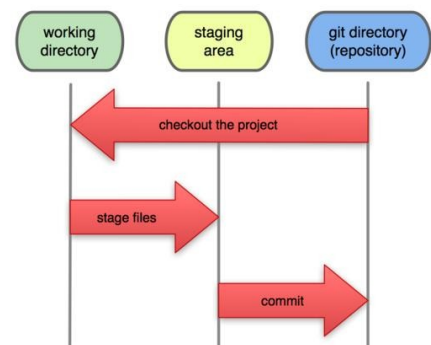 working
directory
staging
area
git directory
(repository)
checkout the project
stage files
commit